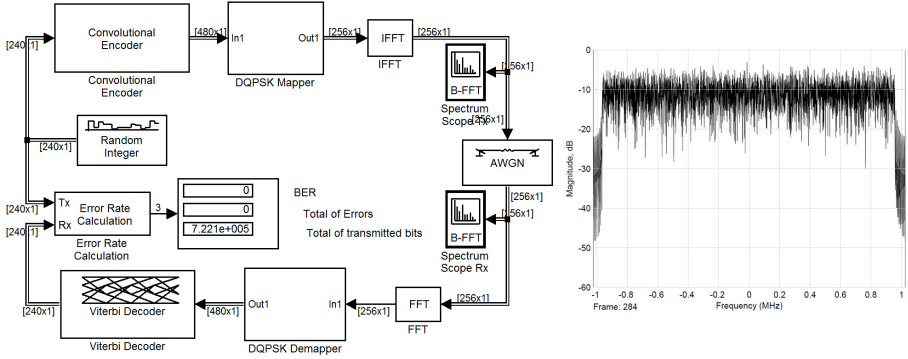 [240x1]
Convolutional
Encoder
Convolutional
Encoder
[480x1]
In1
Out1
DQPSK Mapper
[256x1]
IFFT
IFFT
[256x1]
B-FFT
[256x1]
Spectrum
Scope Tx
[256x1]
AWGN
[256x1]
B-FFT
[256x1]
Spectrum
Scope Rx
Random
Integer
[240x1]
[240x1]
Tx
Rx
Error Rate
Calculation
[240x1]
Error Rate
Calculation
3
0
0
7.221e+005
BER
Total of Errors
Total of transmitted bits
Viterbi Decoder
[240x1]
Viterbi Decoder
[480x1]
Out1
In1
DQPSK Demapper
[256x1]
FFT
FFT
[256x1]
Magnitude, dB
0
-10
-20
-30
-40
-50
-60
-1
-0.8
-0.6
-0.4
-0.2
0
0.2
0.4
0.6
0.8
1
Frame: 284
Frequency (MHz)